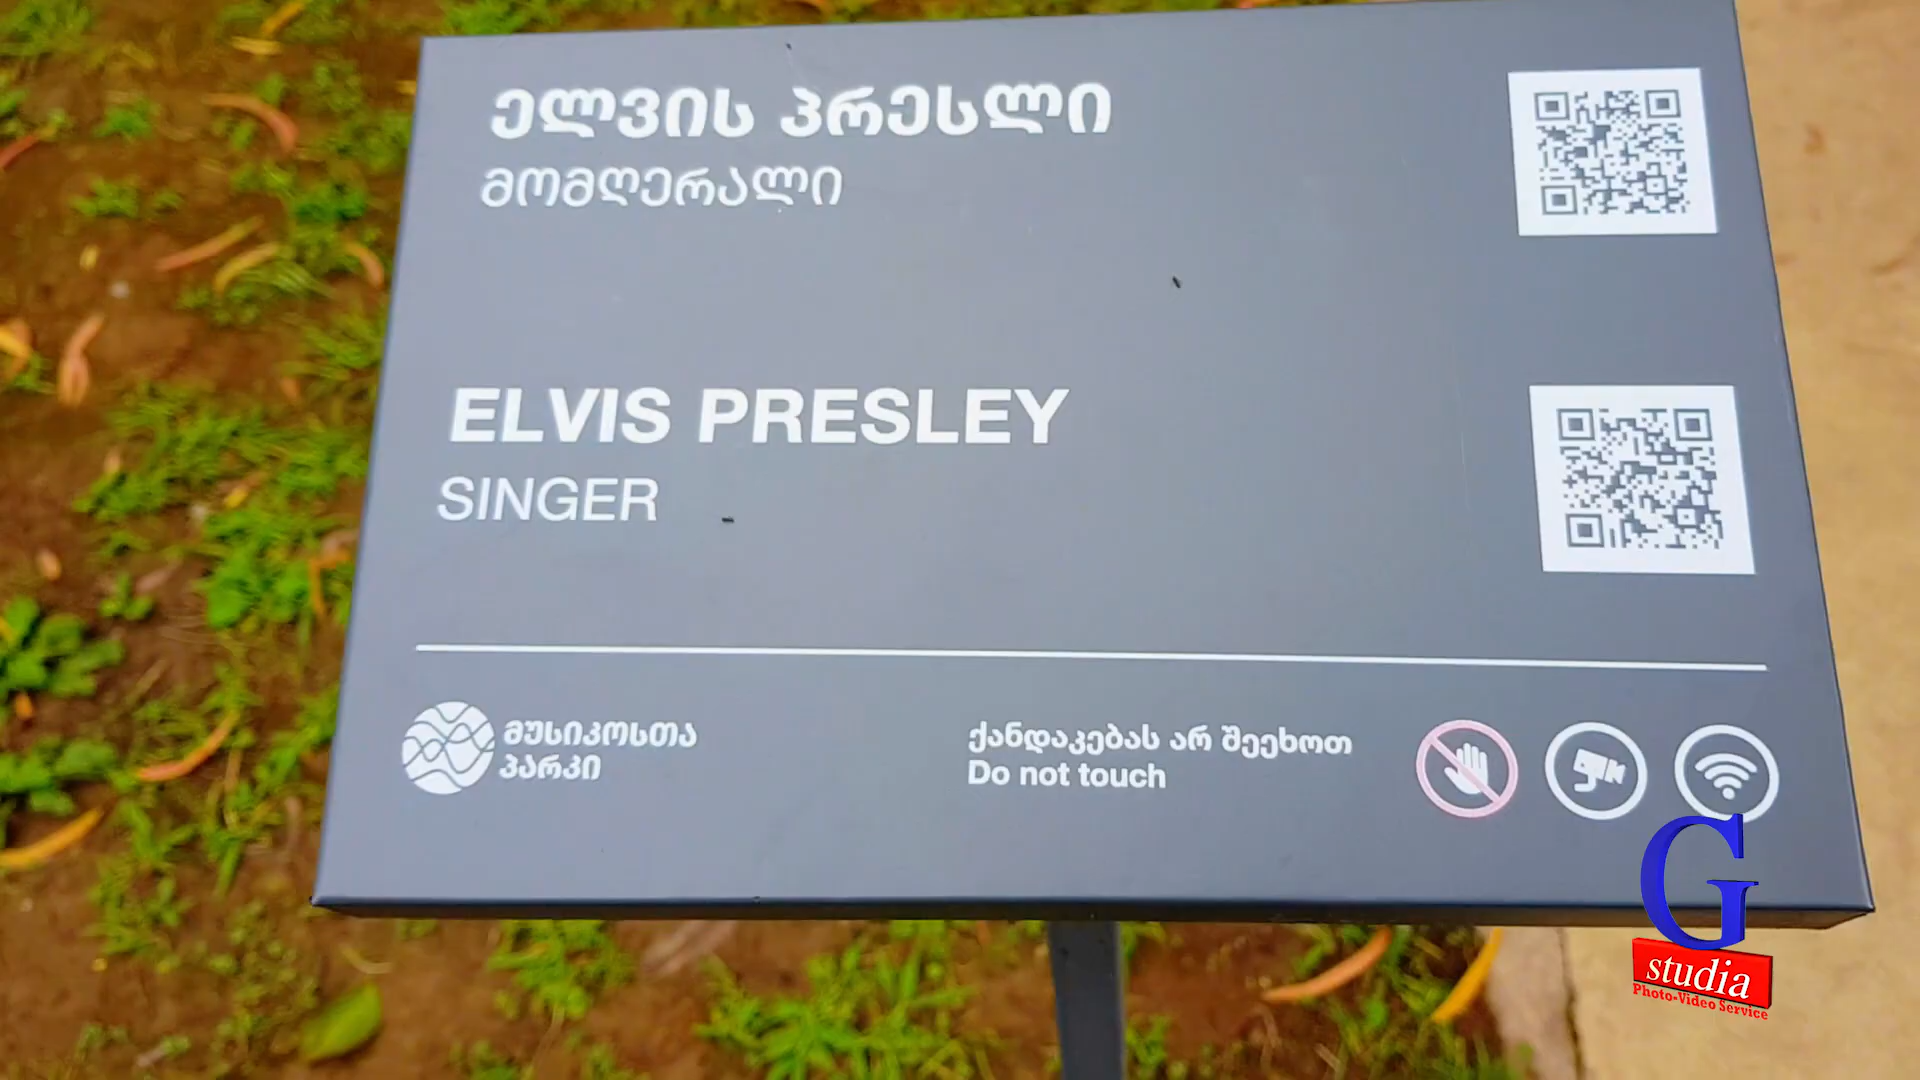 ელვის პრესლი
მომღერალი
ELVIS PRESLEY
SINGER
მუსიკოსთა
პარკი
ქანდაკებას არ შეეხოთ
Do not touch
G
studia
Photo-Video Service